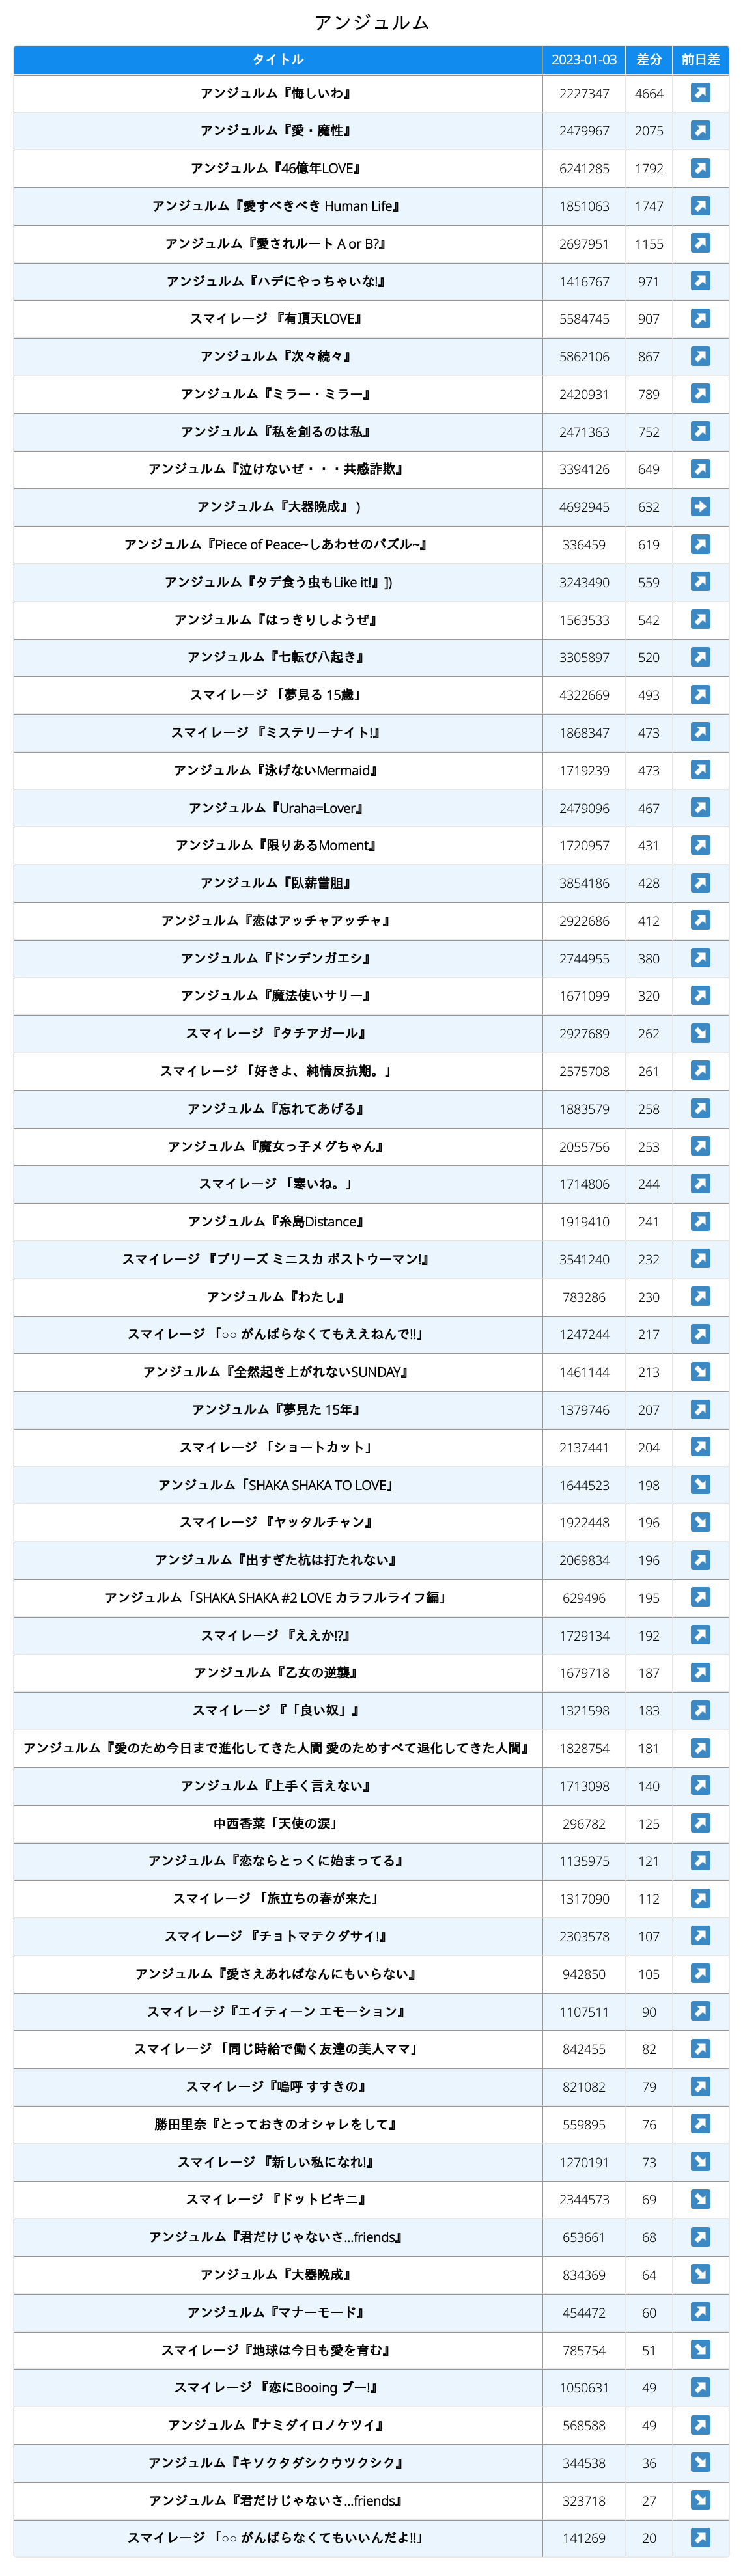 アンジュルム
タイトル 2023-01-03 差分 前日差
アンジュルム『悔しいわ』 2227347 4664
アンジュルム『愛・魔性』 2479967 2075
アンジュルム『46億年LOVE』 6241285 1792
アンジュルム『愛すべきべき Human Life』 1851063 1747
アンジュルム『愛されルート A or B?』 2697951 1155
アンジュルム『ハデにやっちゃいな!』 1416767 971
スマイレージ 『有頂天LOVE』 5584745 907
アンジュルム『次々続々』 5862106 867
アンジュルム『ミラー・ミラー』 2420931 789
アンジュルム『私を創るのは私』 2471363 752
アンジュルム『泣けないぜ・・・共感詐欺』 3394126 649
アンジュルム『大器晩成』 ) 4692945 632
アンジュルム『Piece of Peace~しあわせのパズル~』 336459 619
アンジュルム『タデ食う虫もLike it!』]) 3243490 559
アンジュルム『はっきりしようぜ』 1563533 542
アンジュルム『七転び八起き』 3305897 520
スマイレージ 「夢見る 15歳」 4322669 493
スマイレージ 『ミステリーナイト!』 1868347 473
アンジュルム『泳げないMermaid』 1719239 473
アンジュルム『Uraha=Lover』 2479096 467
アンジュルム『限りあるMoment』 1720957 431
アンジュルム『臥薪嘗胆』 3854186 428
アンジュルム『恋はアッチャアッチャ』 2922686 412
アンジュルム『ドンデンガエシ』 2744955 380
アンジュルム『魔法使いサリー』 1671099 320
スマイレージ 『タチアガール』 2927689 262
スマイレージ 「好きよ、純情反抗期。」 2575708 261
アンジュルム『忘れてあげる』 1883579 258
アンジュルム『魔女っ子メグちゃん』 2055756 253
スマイレージ 「寒いね。」 1714806 244
アンジュルム『糸島Distance』 1919410 241
スマイレージ 『プリーズ ミニスカ ポストウーマン!』 3541240 232
アンジュルム『わたし』 783286 230
スマイレージ 「○○ がんばらなくてもええねんで!!」 1247244 217
アンジュルム『全然起き上がれないSUNDAY』 1461144 213
アンジュルム『夢見た 15年』 1379746 207
スマイレージ 「ショートカット」 2137441 204
アンジュルム「SHAKA SHAKA TO LOVE」 1644523 198
スマイレージ 『ヤッタルチャン』 1922448 196
アンジュルム『出すぎた杭は打たれない』 2069834 196
アンジュルム「SHAKA SHAKA #2 LOVE カラフルライフ編」 629496 195
スマイレージ 『ええか!?』 1729134 192
アンジュルム『乙女の逆襲』 1679718 187
スマイレージ 『「良い奴」』 1321598 183
アンジュルム『愛のため今日まで進化してきた人間 愛のためすべて退化してきた人間』 1828754 181
アンジュルム『上手く言えない』 1713098 140
中西香菜「天使の涙」 296782 125
アンジュルム『恋ならとっくに始まってる』 1135975 121
スマイレージ 「旅立ちの春が来た」 1317090 112
スマイレージ 『チョトマテクダサイ!』 2303578 107
アンジュルム『愛さえあればなんにもいらない』 942850 105
スマイレージ『エイティーン エモーション』 1107511 90
スマイレージ 「同じ時給で働く友達の美人ママ」 842455 82
スマイレージ『嗚呼 すすきの』 821082 79
勝田里奈『とっておきのオシャレをして』 559895 76
スマイレージ 『新しい私になれ!』 1270191 73
スマイレージ 『ドットビキニ』 2344573 69
アンジュルム『君だけじゃないさ...friends』 653661 68
アンジュルム『大器晩成』 834369 64
アンジュルム『マナーモード』 454472 60
スマイレージ『地球は今日も愛を育む』 785754 51
スマイレージ 『恋にBooing ブー!』 1050631 49
アンジュルム『ナミダイロノケツイ』 568588 49
アンジュルム『キソクタダシクウツクシク』 344538 36
アンジュルム『君だけじゃないさ...friends』 323718 27
スマイレージ 「○○ がんばらなくてもいいんだよ!!」 141269 20